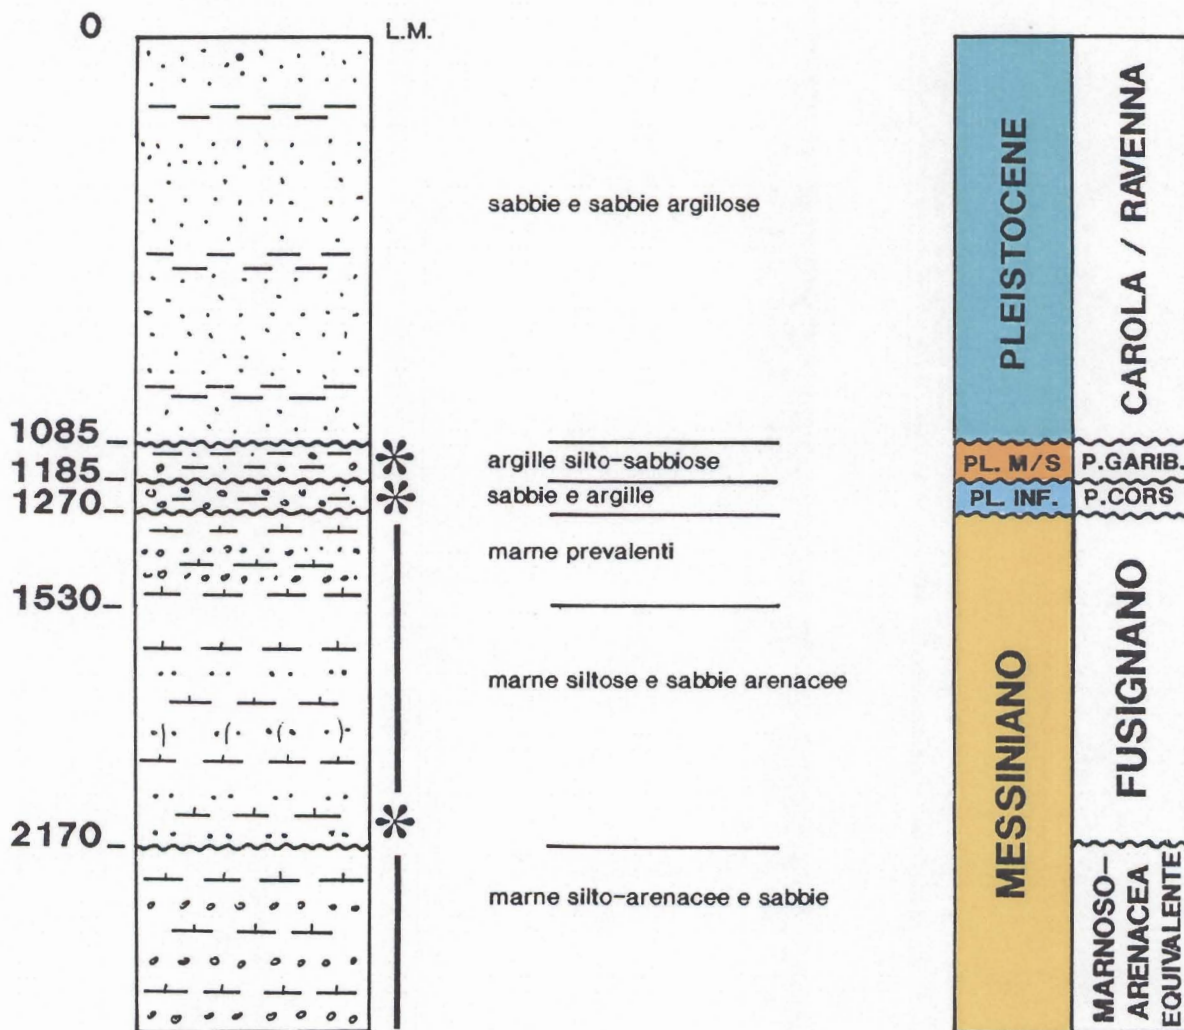 0
L.M.
sabbie e sabbie argillose
1085
argille silto-sabbiose
1185
sabbie e argille
1270
marne prevalenti
1530
marne siltose e sabbie arenacee
2170
marne silto-arenacee e sabbie
PLEISTOCENE
CAROLA / RAVENNA
PL. M/S
P.GARIB.
PL. INF.
P.CORS
MESSINIANO
FUSIGNANO
MARNOSO-
ARENACEA
EQUIVALENTE